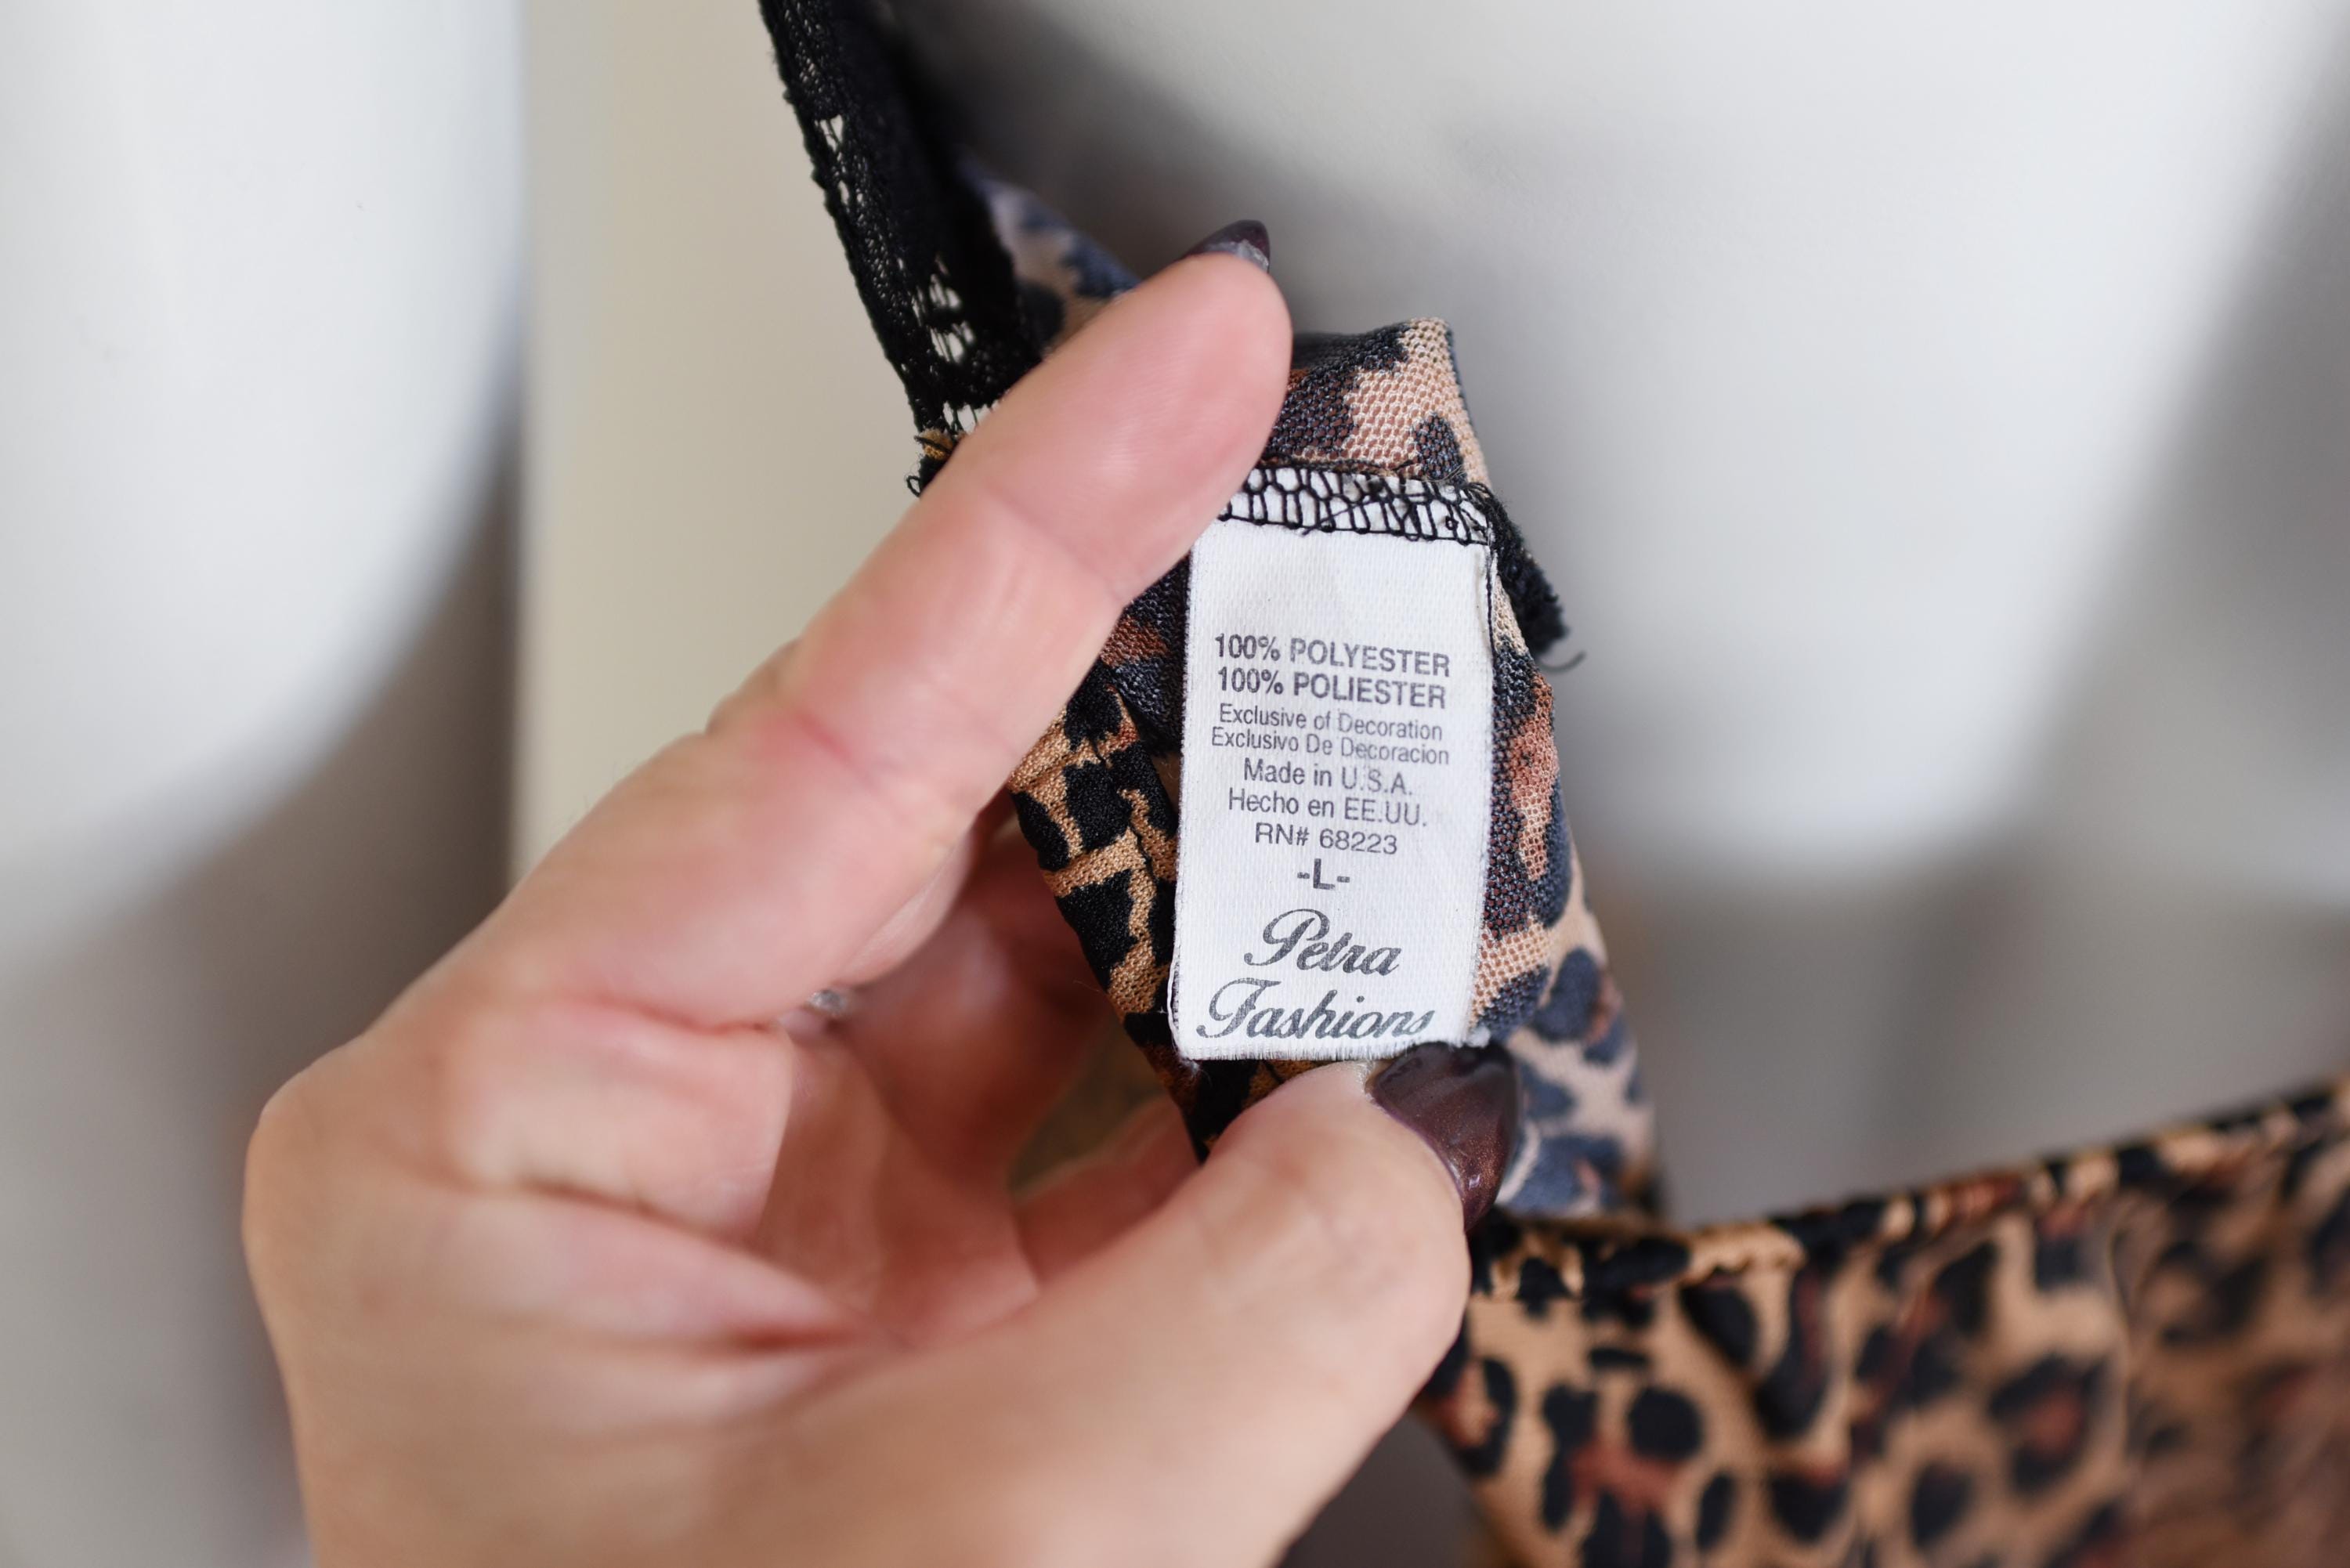 100% POLYESTER
100% POLIESTER
Exclusive of Decoration
Exclusivo De Decoracion
Made in U.S.A.
Hecho en EE.UU.
RN# 68223
-L-
Petra
Fashions